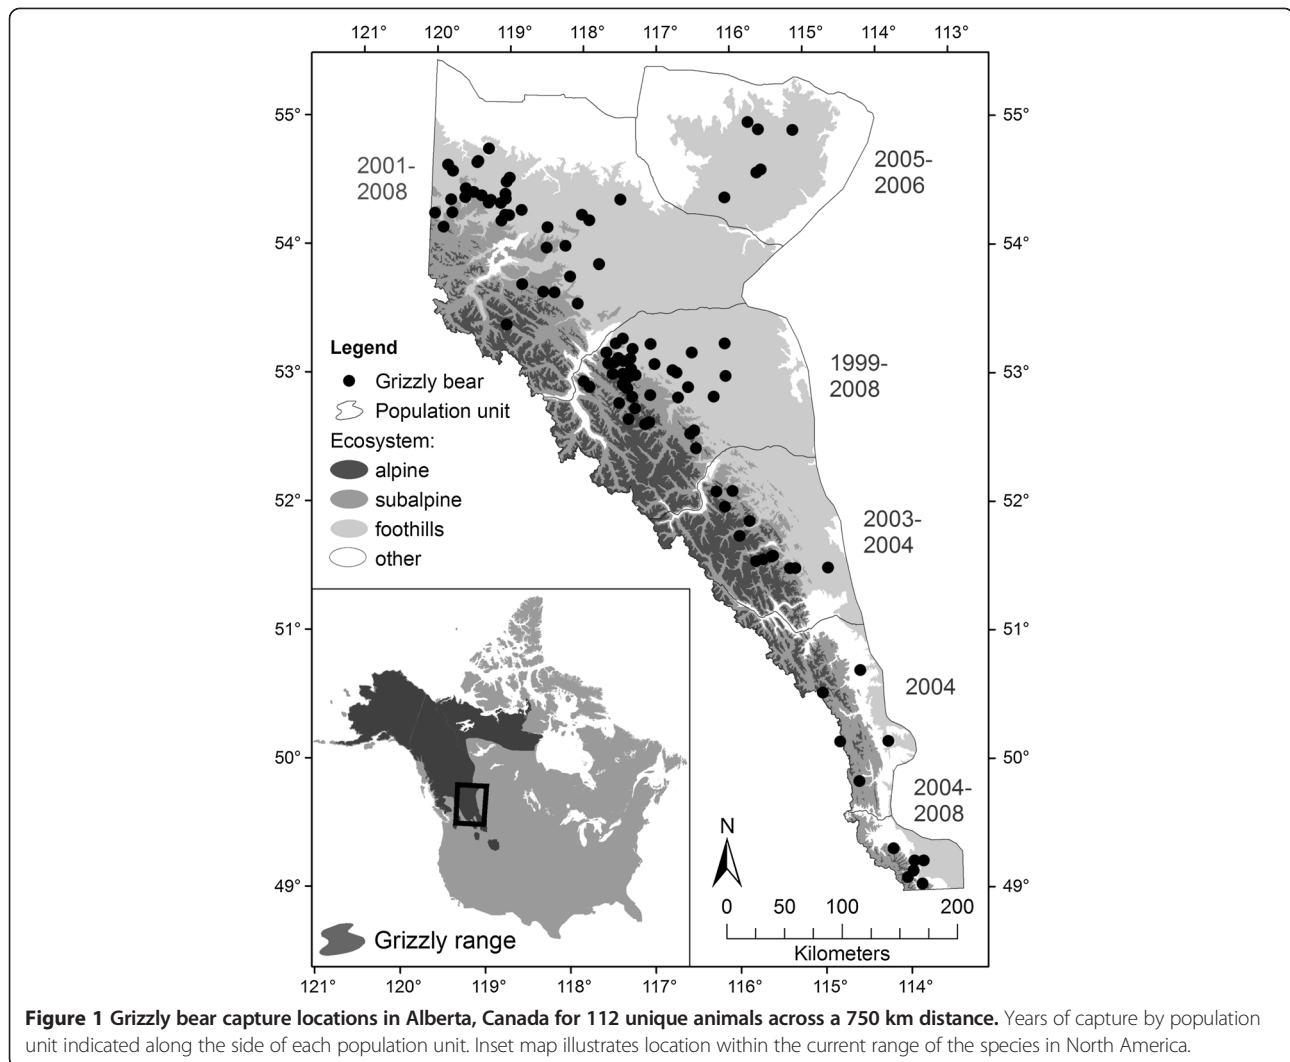 121° 120° 119° 118° 117° 116° 115° 114° 113°
55° 55°
2001-
2008
2005-
2006
54° 54°
Legend
Grizzly bear
Population unit
Ecosystem:
alpine
subalpine
foothills
other
53° 53°
1999-
2008
52° 52°
2003-
2004
51° 51°
2004
50° 50°
2004-
2008
49° 49°
N
0 50 100 200
Kilometers
Grizzly range
121° 120° 119° 118° 117° 116° 115° 114°
Figure 1 Grizzly bear capture locations in Alberta, Canada for 112 unique animals across a 750 km distance. Years of capture by population
unit indicated along the side of each population unit. Inset map illustrates location within the current range of the species in North America.